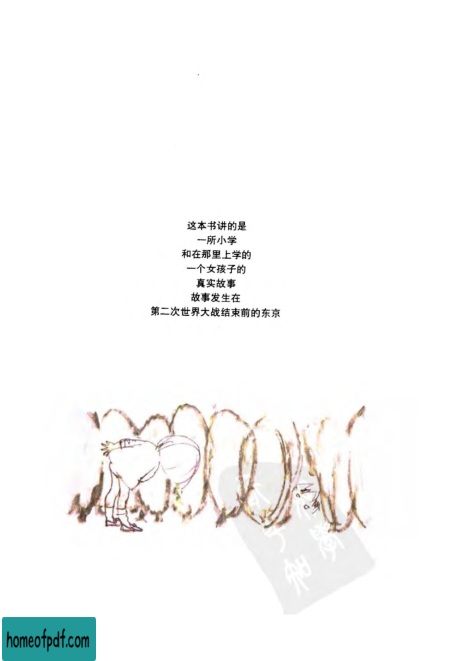 这本书讲的是
一所小学
和在那里上学的
一个女孩子的
真实故事
故事发生在
第二次世界大战结束前的东京
homeofpdf.com